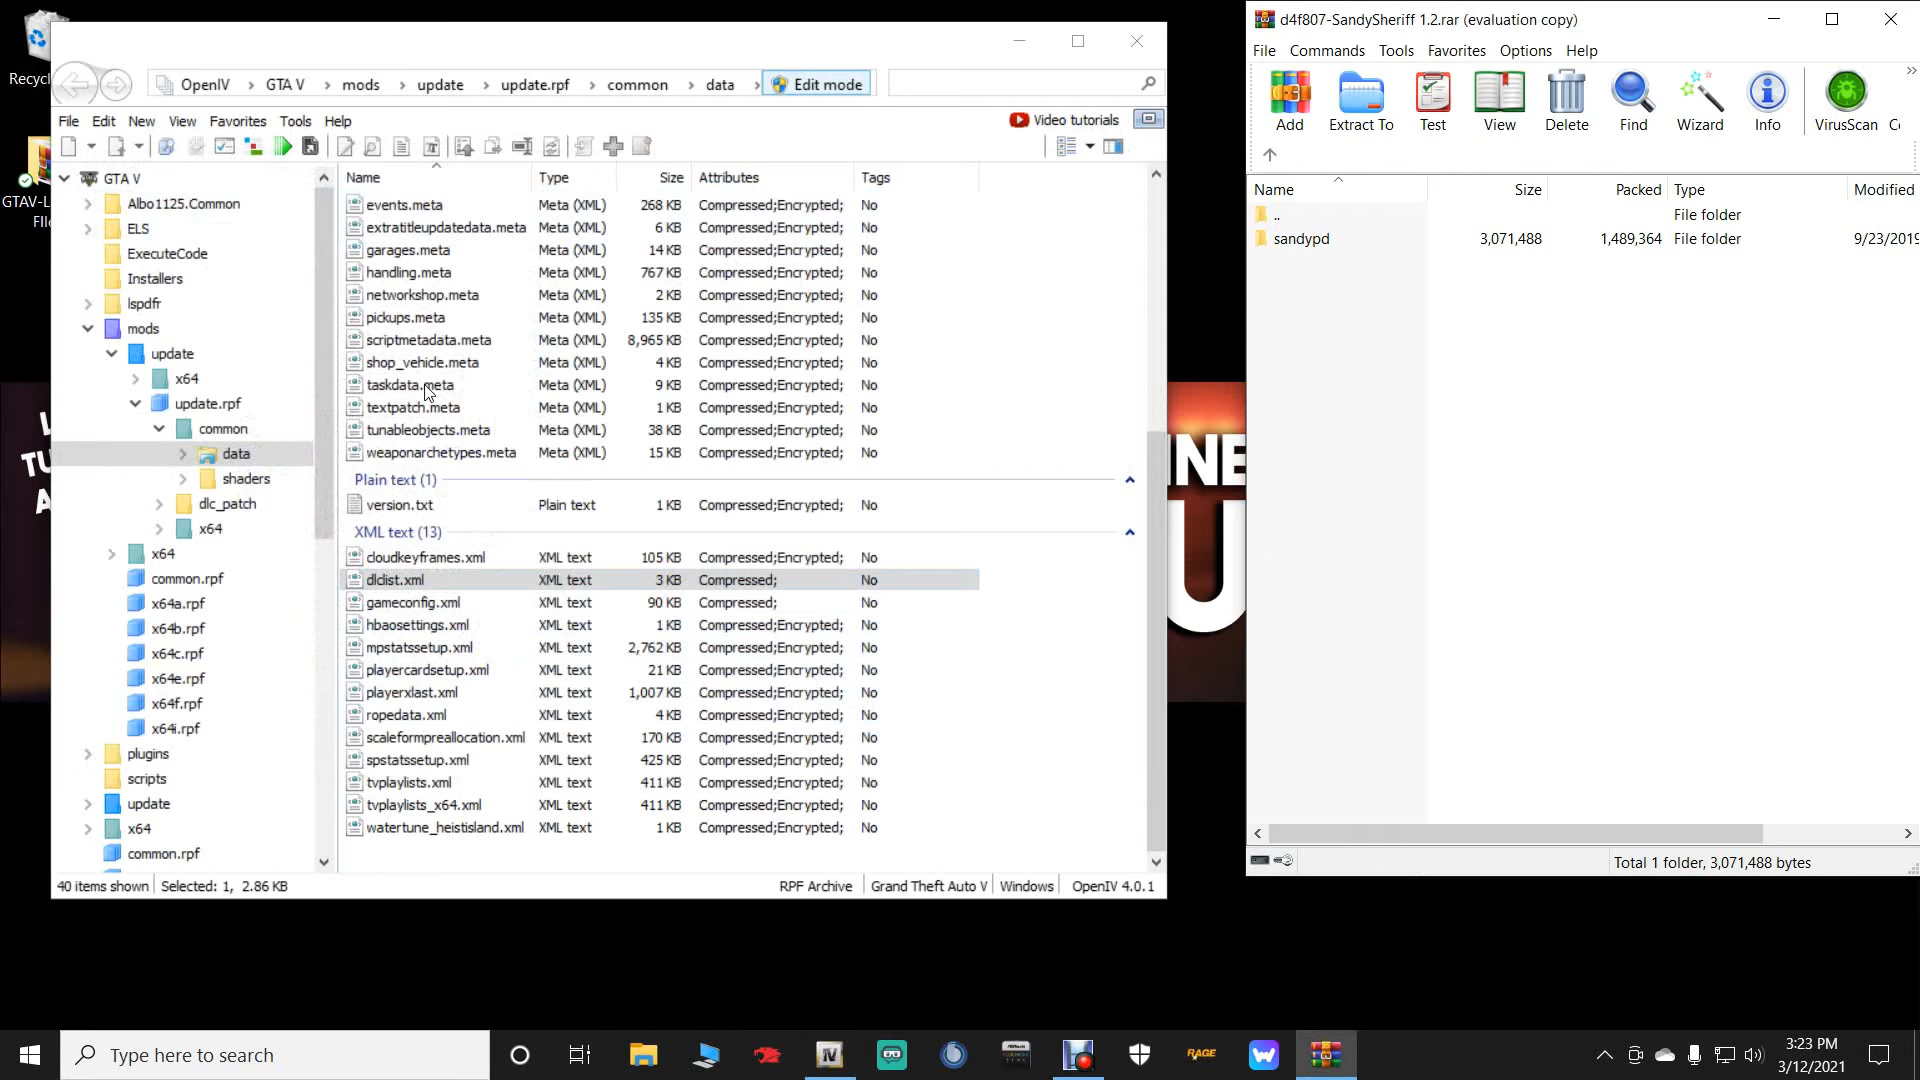 Recycl
GTAV-L
FIle
L
TU
A
NE
U
OpenIV > GTA V > mods > update > update.rpf > common > data > Edit mode
File Edit New View Favorites Tools Help
Video tutorials
GTA V
Albo1125.Common
ELS
ExecuteCode
Installers
lspdfr
mods
update
x64
update.rpf
common
data
shaders
dlc_patch
x64
x64
common.rpf
x64a.rpf
x64b.rpf
x64c.rpf
x64e.rpf
x64f.rpf
x64i.rpf
plugins
scripts
update
x64
common.rpf
Name Type Size Attributes Tags
events.meta Meta (XML) 268 KB Compressed;Encrypted; No
extratitleupdatedata.meta Meta (XML) 6 KB Compressed;Encrypted; No
garages.meta Meta (XML) 14 KB Compressed;Encrypted; No
handling.meta Meta (XML) 767 KB Compressed;Encrypted; No
networkshop.meta Meta (XML) 2 KB Compressed;Encrypted; No
pickups.meta Meta (XML) 135 KB Compressed;Encrypted; No
scriptmetadata.meta Meta (XML) 8,965 KB Compressed;Encrypted; No
shop_vehicle.meta Meta (XML) 4 KB Compressed;Encrypted; No
taskdata.meta Meta (XML) 9 KB Compressed;Encrypted; No
textpatch.meta Meta (XML) 1 KB Compressed;Encrypted; No
tunableobjects.meta Meta (XML) 38 KB Compressed;Encrypted; No
weaponarchetypes.meta Meta (XML) 15 KB Compressed;Encrypted; No
Plain text (1)
version.txt Plain text 1 KB Compressed;Encrypted; No
XML text (13)
cloudkeyframes.xml XML text 105 KB Compressed;Encrypted; No
dlclist.xml XML text 3 KB Compressed; No
gameconfig.xml XML text 90 KB Compressed; No
hbaosettings.xml XML text 1 KB Compressed;Encrypted; No
mpstatssetup.xml XML text 2,762 KB Compressed;Encrypted; No
playercardsetup.xml XML text 21 KB Compressed;Encrypted; No
playerxlast.xml XML text 1,007 KB Compressed;Encrypted; No
ropedata.xml XML text 4 KB Compressed;Encrypted; No
scaleformpreallocation.xml XML text 170 KB Compressed;Encrypted; No
spstatssetup.xml XML text 425 KB Compressed;Encrypted; No
tvplaylists.xml XML text 411 KB Compressed;Encrypted; No
tvplaylists_x64.xml XML text 411 KB Compressed;Encrypted; No
watertune_heistisland.xml XML text 1 KB Compressed;Encrypted; No
40 items shown Selected: 1, 2.86 KB RPF Archive Grand Theft Auto V Windows OpenIV 4.0.1
d4f807-SandySheriff 1.2.rar (evaluation copy)
File Commands Tools Favorites Options Help
Add Extract To Test View Delete Find Wizard Info VirusScan C
Name Size Packed Type Modified
.. File folder
sandypd 3,071,488 1,489,364 File folder 9/23/2019
Total 1 folder, 3,071,488 bytes
Type here to search
IV
RAGE
3:23 PM
3/12/2021